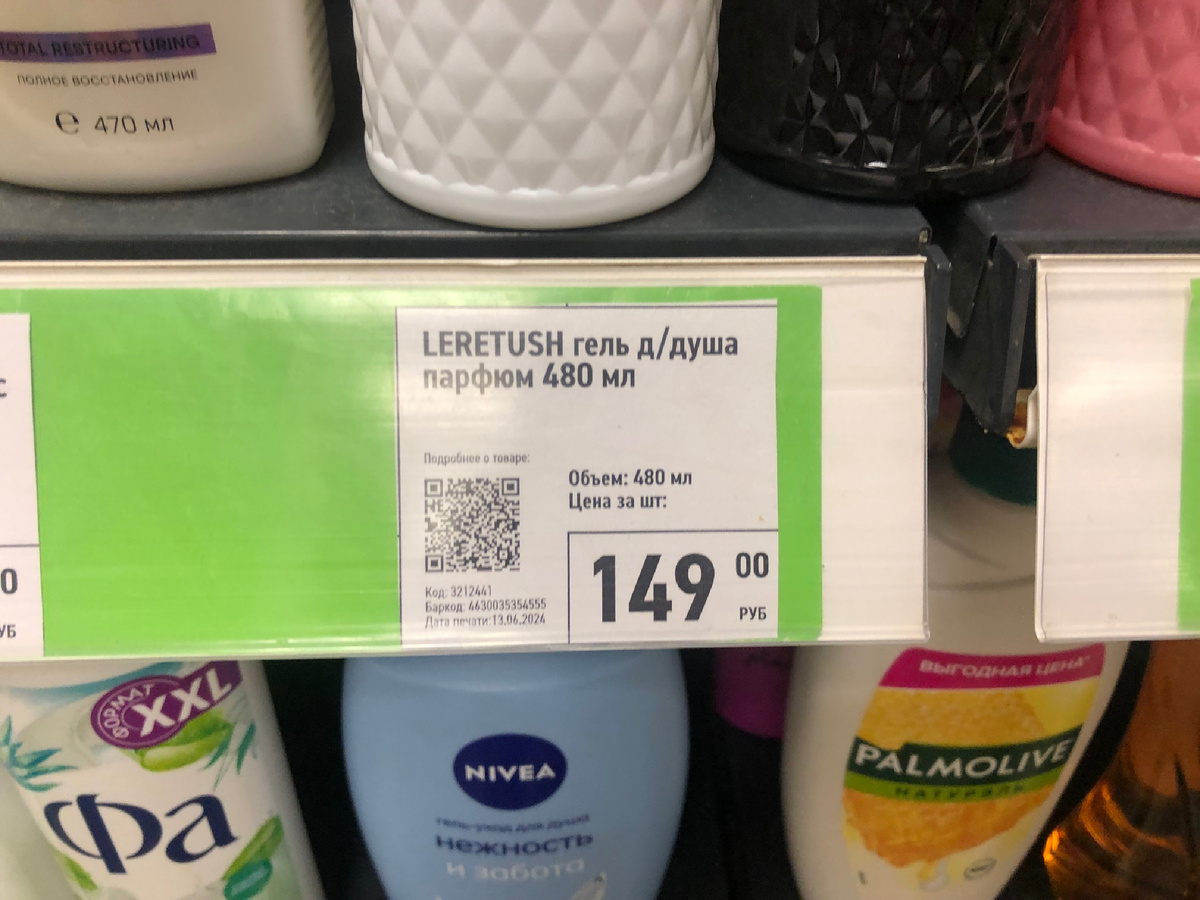 TOTAL RESTRUCTURING
ПОЛНОЕ ВОССТАНОВЛЕНИЕ
℮ 470 мл
LERETUSH гель д/душа
парфюм 480 мл
Подробнее о товаре:
Объем: 480 мл
Цена за шт:
149 00
РУБ
Код: 3212441
Баркод: 4630035354555
Дата печати:13.06.2024
ФОРМАТ
XXL
Фа
NIVEA
гель-уход для душа
нежность
и забота
ВЫГОДНАЯ ЦЕНА*
PALMOLIVE
НАТУРЭЛЬ